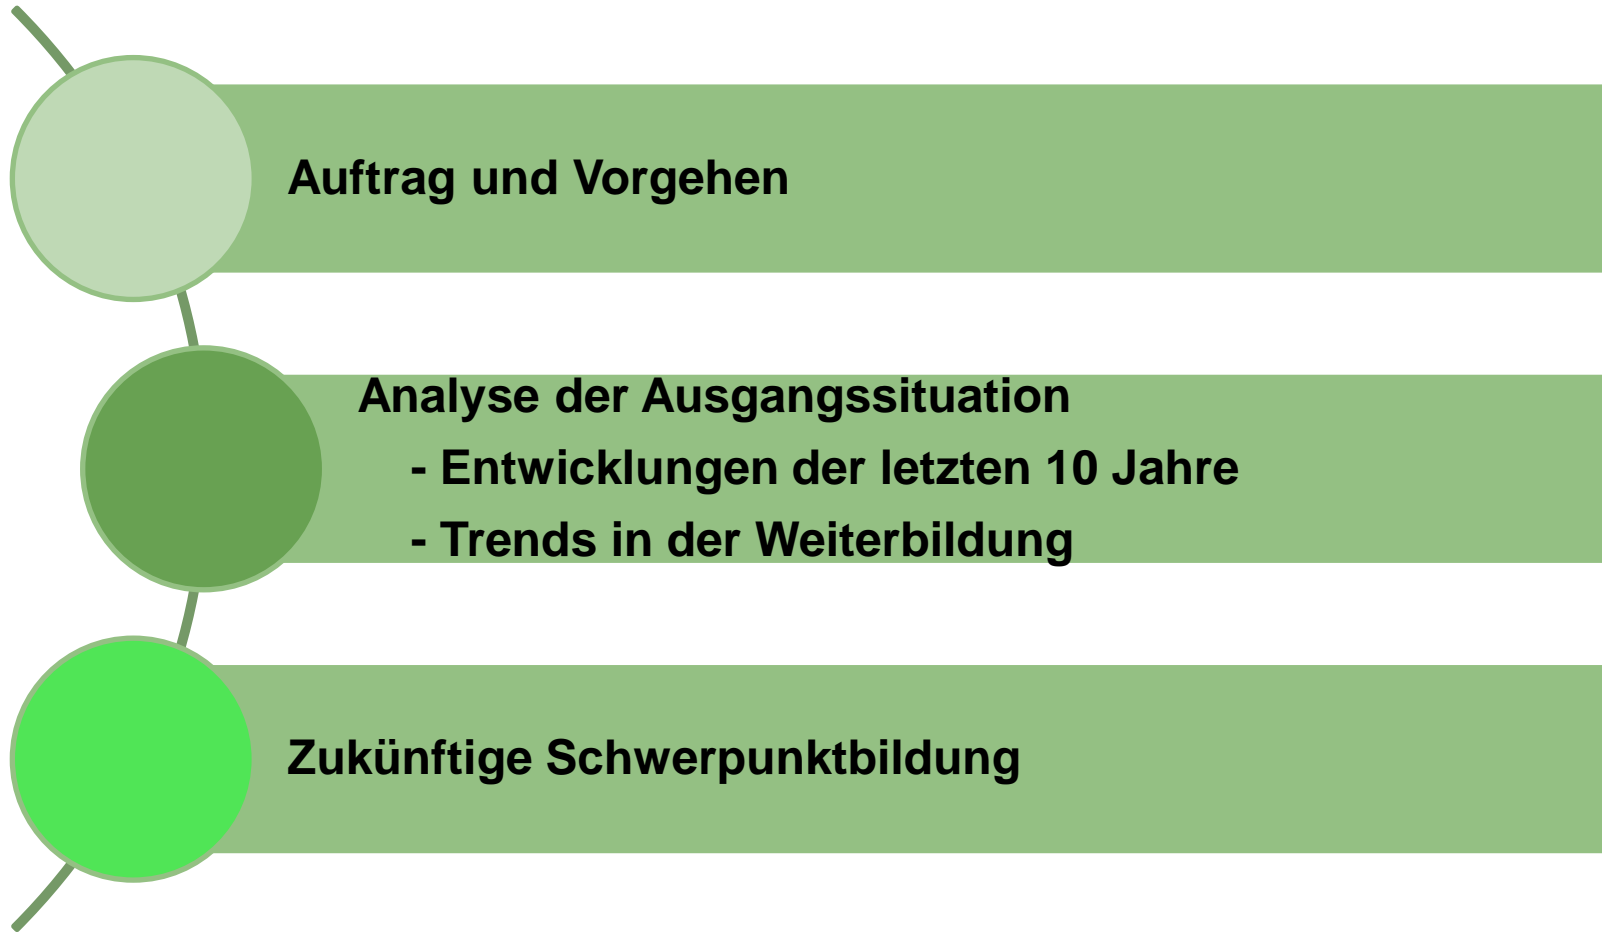 Auftrag und Vorgehen
Analyse der Ausgangssituation
- Entwicklungen der letzten 10 Jahre
- Trends in der Weiterbildung
Zukünftige Schwerpunktbildung